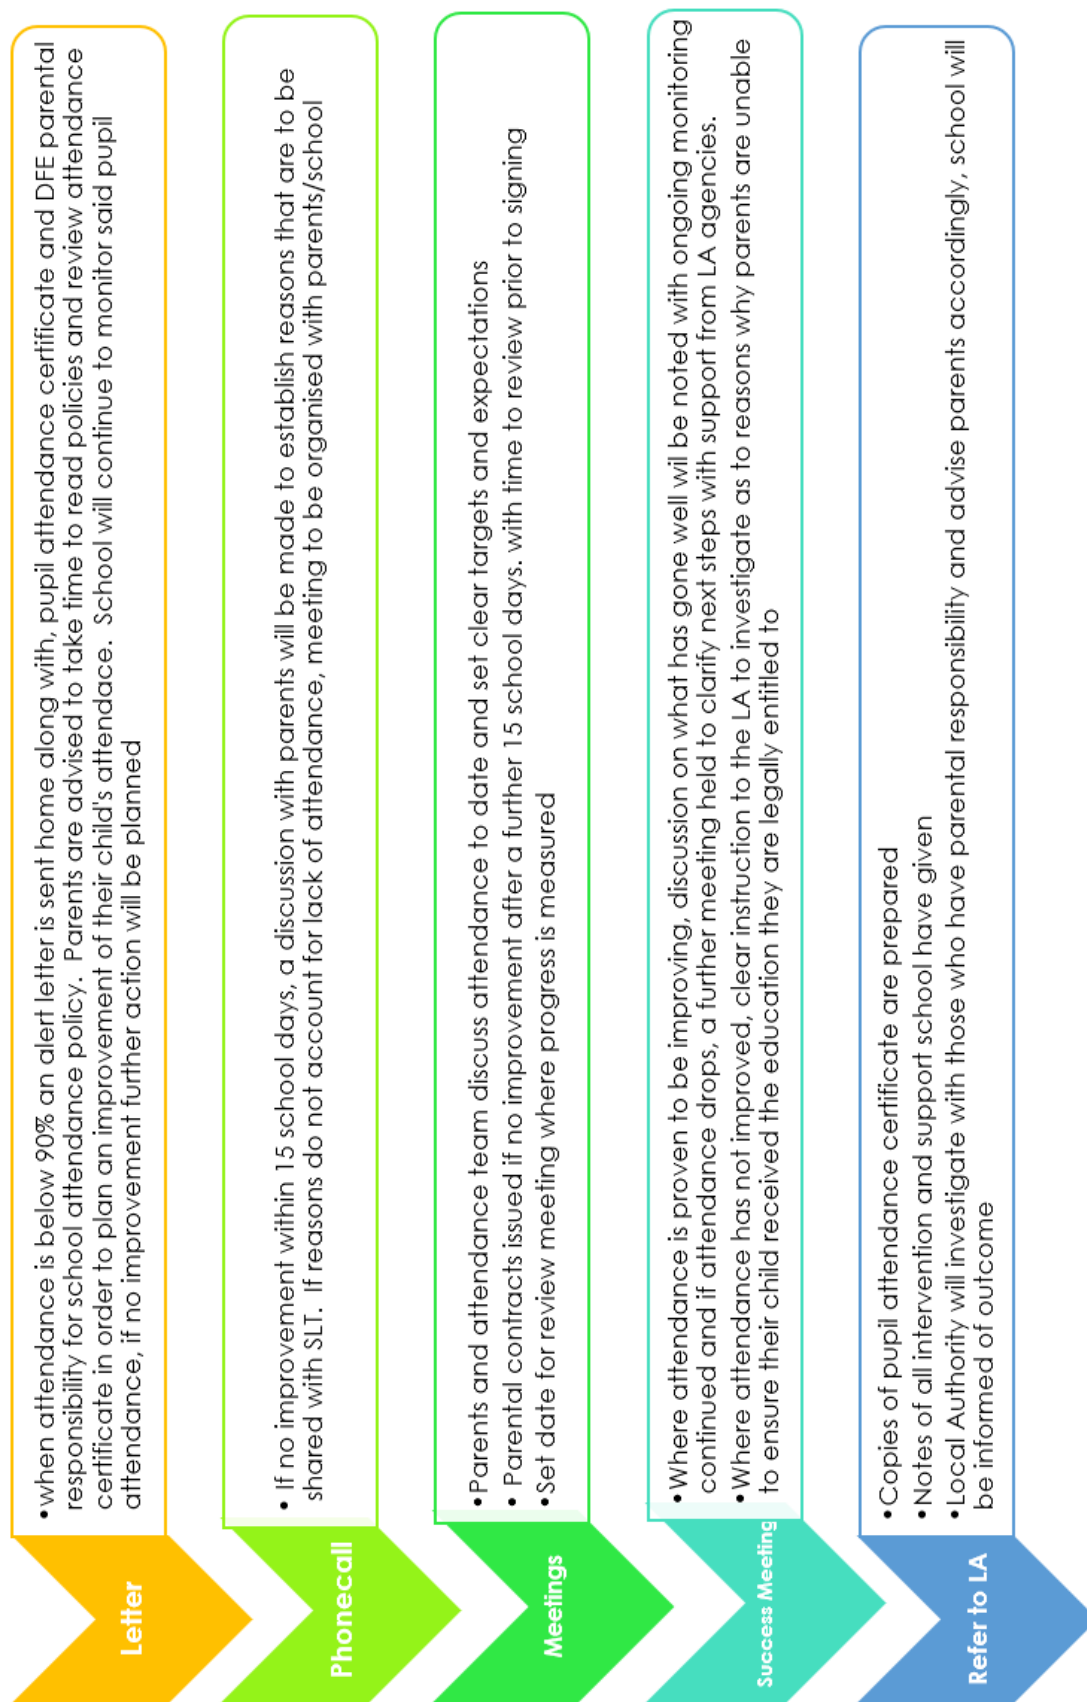 Letter
•when attendance is below 90% an alert letter is sent home along with, pupil attendance certificate and DFE parental
responsibility for school attendance policy.  Parents are advised to take time to read policies and review attendance
certificate in order to plan an improvement of their child's attendace.  School will continue to monitor said pupil
attendance, if no improvement further action will be planned
Phonecall
• If no improvement within 15 school days, a discussion with parents will be made to establish reasons that are to be
shared with SLT.  If reasons do not account for lack of attendance, meeting to be organised with parents/school
Meetings
•Parents and attendance team discuss attendance to date and set clear targets and expectations
• Parental contracts issued if no improvement after a further 15 school days. with time to review prior to signing
•Set date for review meeting where progress is measured
Success Meeting
•Where attendance is proven to be improving, discussion on what has gone well wil be noted with ongoing monitoring
continued and if attendance drops, a further meeting held to clarify next steps with support from LA agencies.
•Where attendance has not improved, clear instruction to the LA to investigate as to reasons why parents are unable
to ensure their child received the education they are legally entitled to
Refer to LA
•Copies of pupil attendance certificate are prepared
•Notes of all intervention and support school have given
•Local Authority will investigate with those who have parental responsibility and advise parents accordingly, school will
be informed of outcome